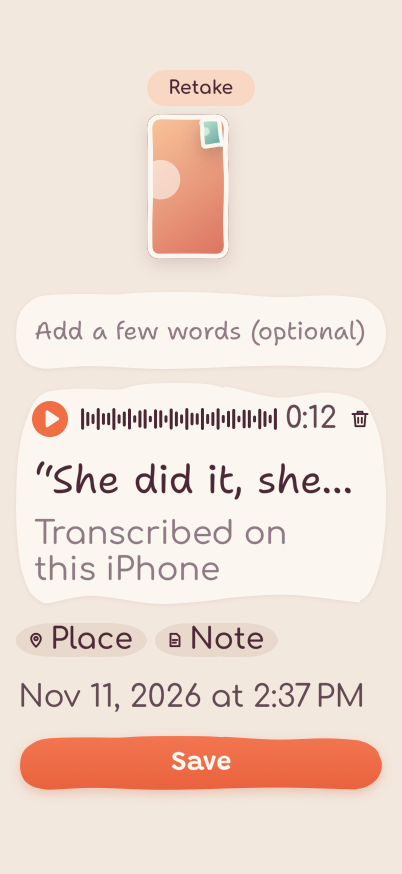 Retake
Add a few words (optional)
0:12
“She did it, she...
Transcribed on
this iPhone
Place
Note
Nov 11, 2026 at 2:37 PM
Save